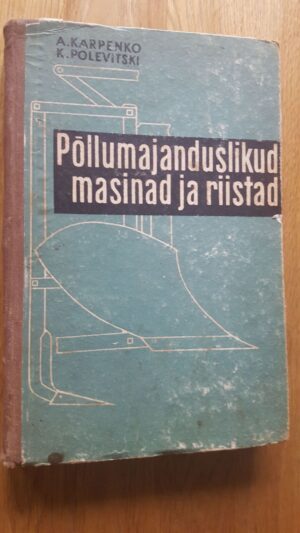 A. KARPENKO
K. POLEVITSKI
Põllumajanduslikud
masinad ja riistad